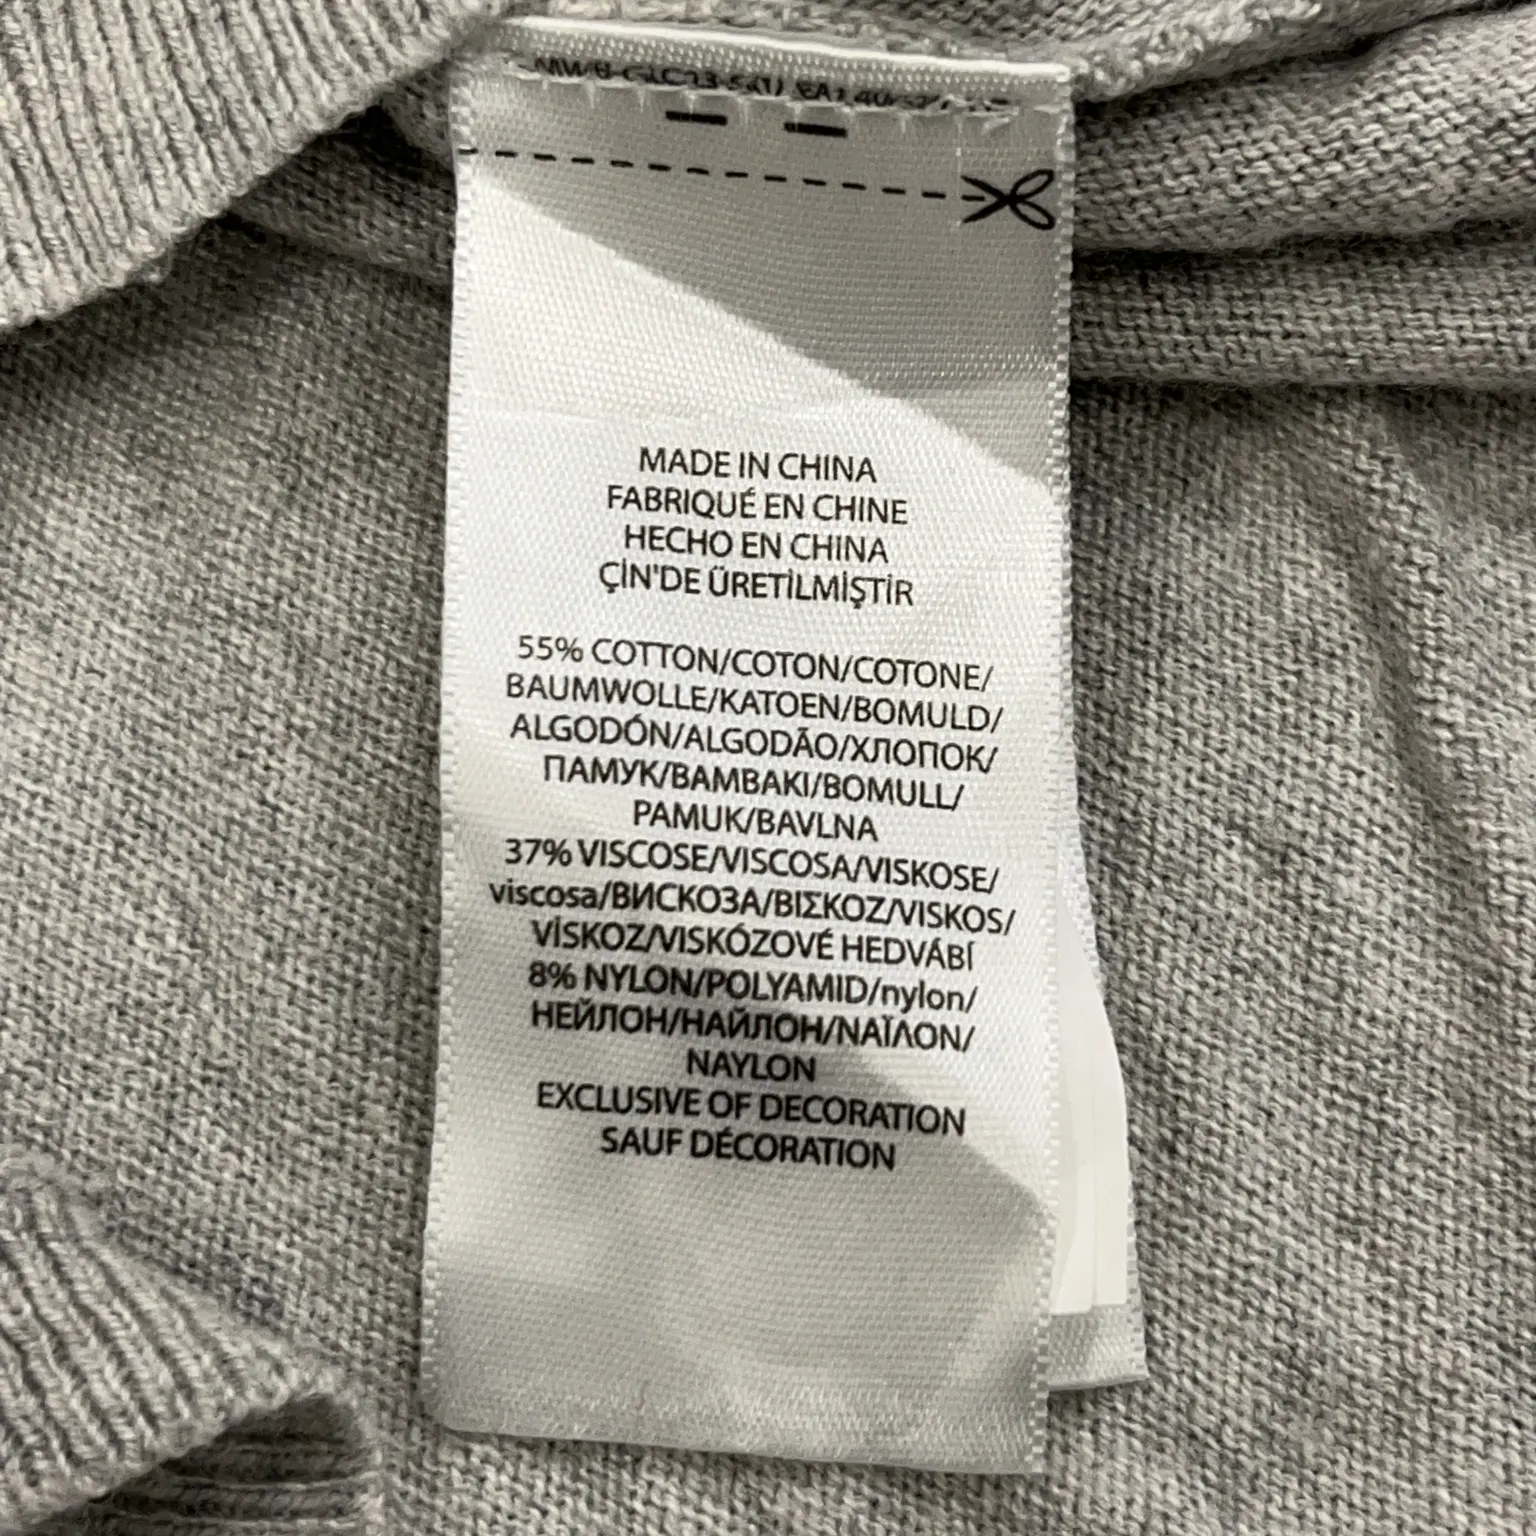 MADE IN CHINA
FABRIQUÉ EN CHINE
HECHO EN CHINA
ÇİN'DE ÜRETİLMİŞTİR
55% COTTON/COTON/COTONE/
BAUMWOLLE/KATOEN/BOMULD/
ALGODÓN/ALGODÃO/ХЛОПОК/
ПАМУК/BAMBAKI/BOMULL/
PAMUK/BAVLNA
37% VISCOSE/VISCOSA/VISKOSE/
viscosa/ВИСКОЗА/ΒΙΣΚΟΖ/VISKOS/
VİSKOZ/VISKÓZOVÉ HEDVÁBÍ
8% NYLON/POLYAMID/nylon/
НЕЙЛОН/НАЙЛОН/ΝΑΪΛΟΝ/
NAYLON
EXCLUSIVE OF DECORATION
SAUF DÉCORATION